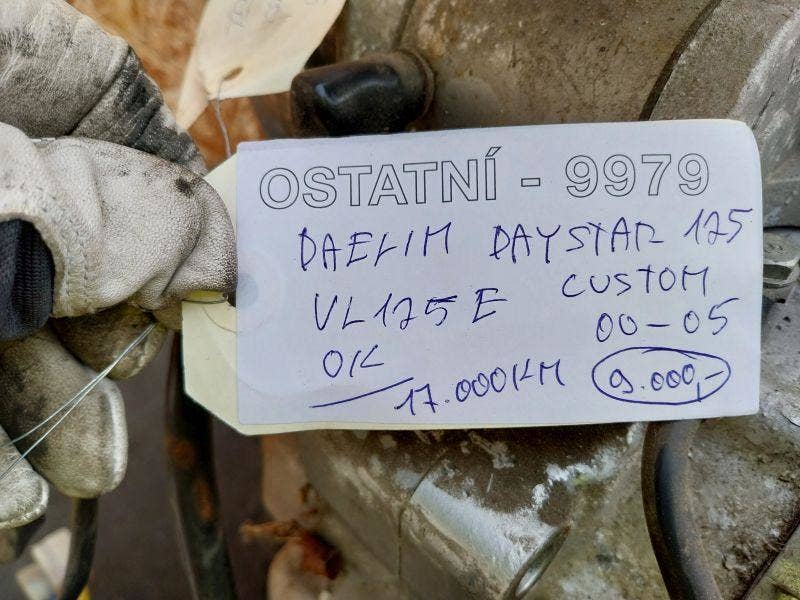 OSTATNÍ - 9979
DAELIM DAYSTAR 125
VL125E CUSTOM
OK 00-05
17.000KM 9.000,-